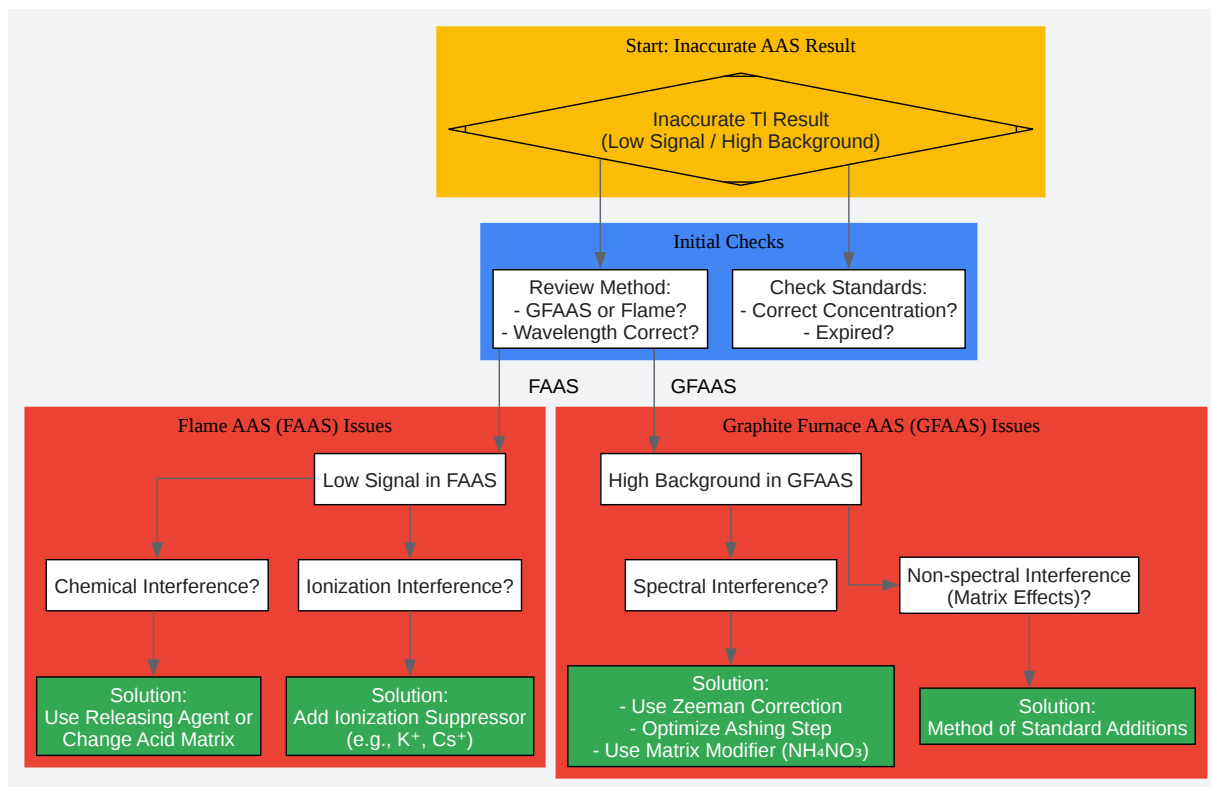 Start: Inaccurate AAS Result
Inaccurate Tl Result
(Low Signal / High Background)
Initial Checks
Review Method:
- GFAAS or Flame?
- Wavelength Correct?
Check Standards:
- Correct Concentration?
- Expired?
FAAS
GFAAS
Flame AAS (FAAS) Issues
Low Signal in FAAS
Chemical Interference?
Ionization Interference?
Solution:
Use Releasing Agent or
Change Acid Matrix
Solution:
Add Ionization Suppressor
(e.g., K⁺, Cs⁺)
Graphite Furnace AAS (GFAAS) Issues
High Background in GFAAS
Spectral Interference?
Non-spectral Interference
(Matrix Effects)?
Solution:
- Use Zeeman Correction
- Optimize Ashing Step
- Use Matrix Modifier (NH₄NO₃)
Solution:
Method of Standard Additions